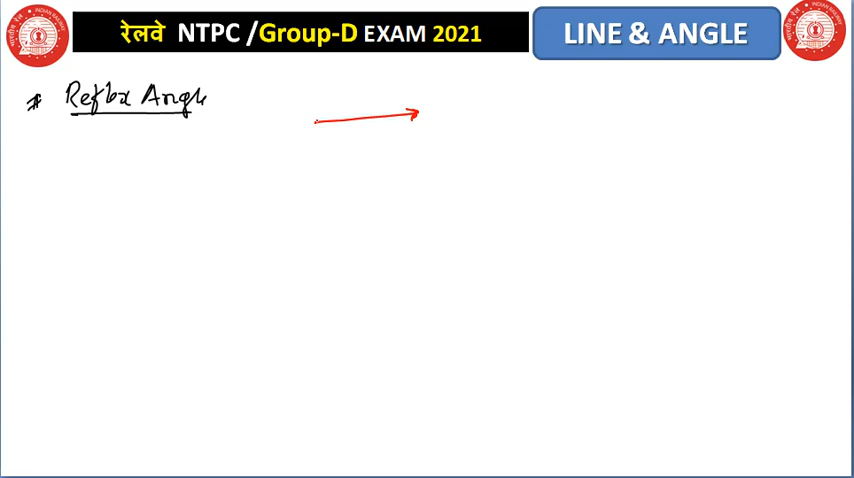 रेलवे NTPC /Group-D EXAM 2021
LINE & ANGLE
# Reflex Angle